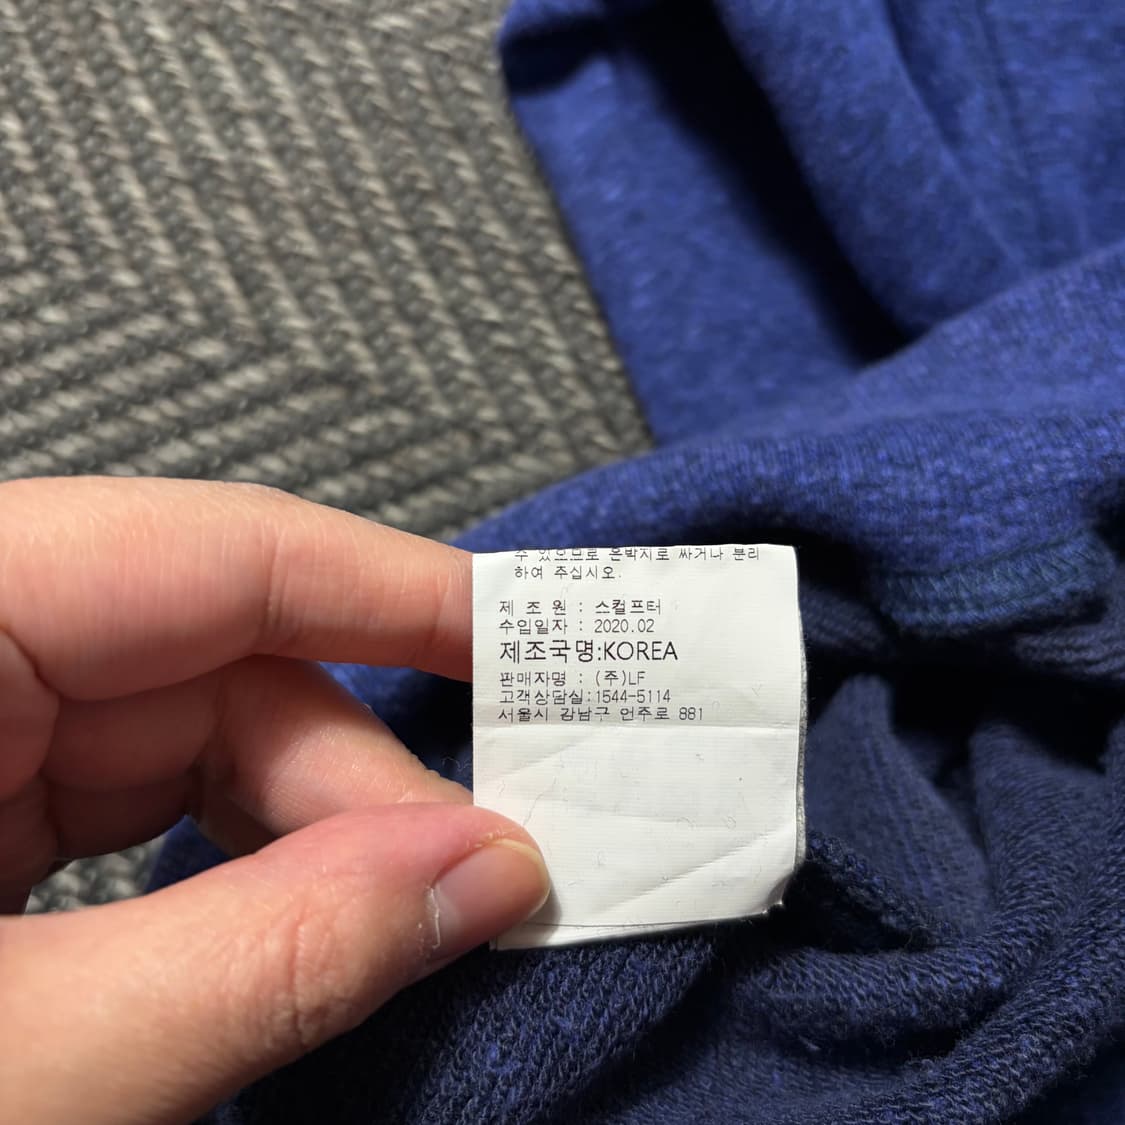 수 있으므로 은박지로 싸거나 분리
하여 주십시오.
제 조 원 : 스컬프터
수입일자 : 2020.02
제조국명:KOREA
판매자명 : (주)LF
고객상담실:1544-5114
서울시 강남구 언주로 881